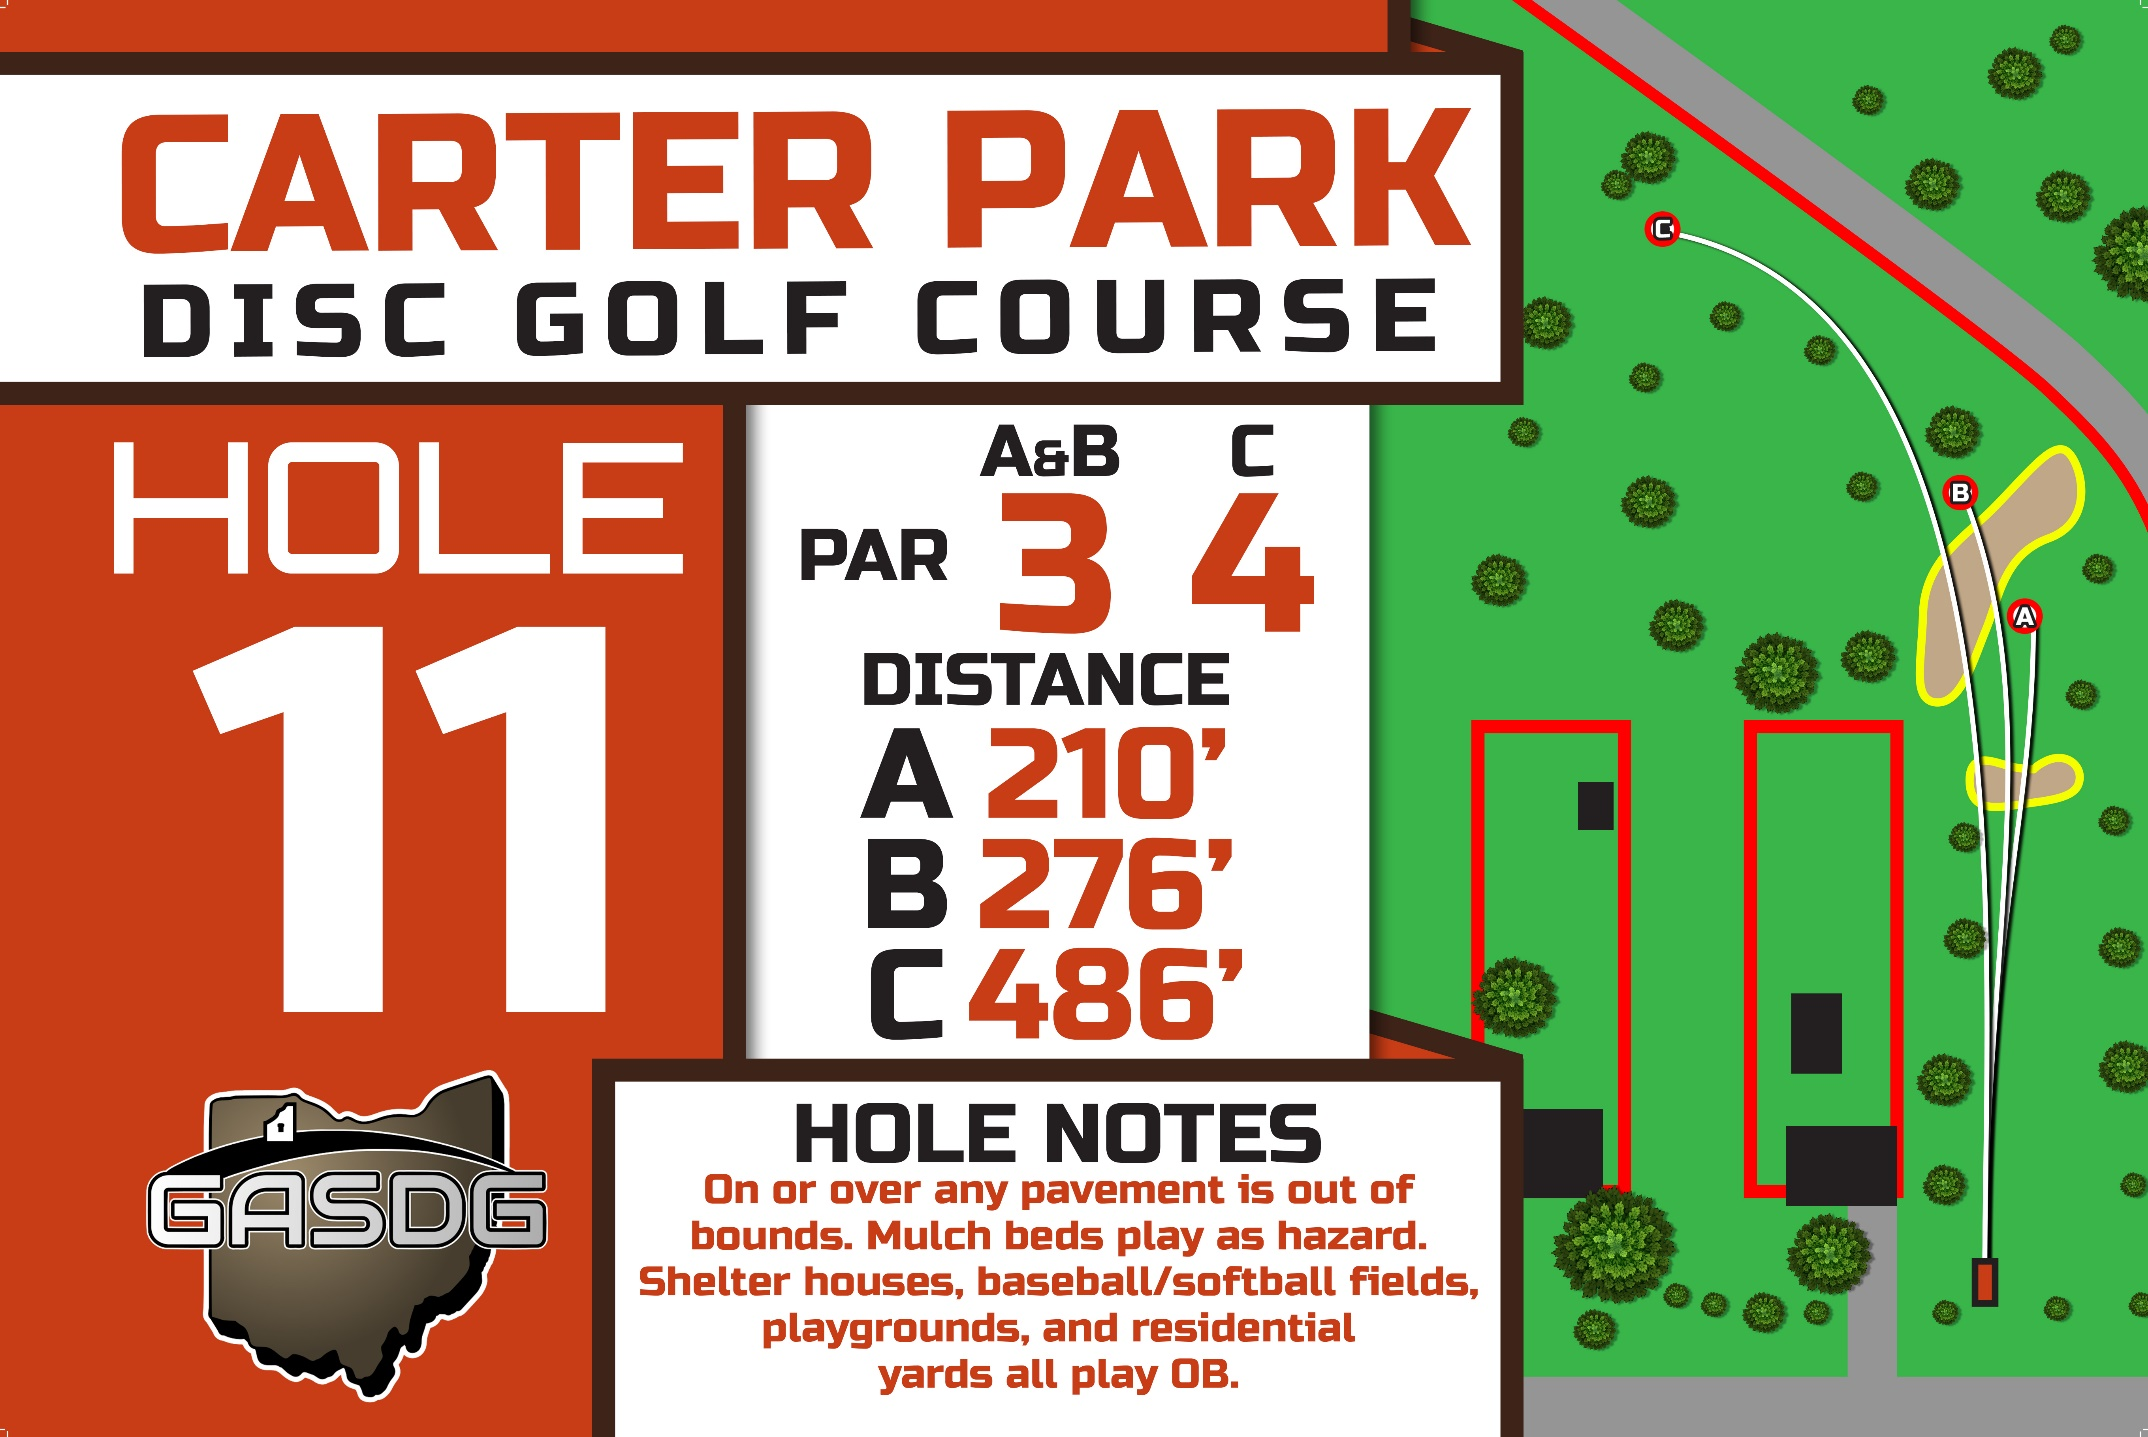 CARTER PARK
DISC GOLF COURSE
HOLE
11
A&B C
PAR 3 4
DISTANCE
A 210’
B 276’
C 486’
HOLE NOTES
On or over any pavement is out of
bounds. Mulch beds play as hazard.
Shelter houses, baseball/softball fields,
playgrounds, and residential
yards all play OB.
GASDG
C
B
A